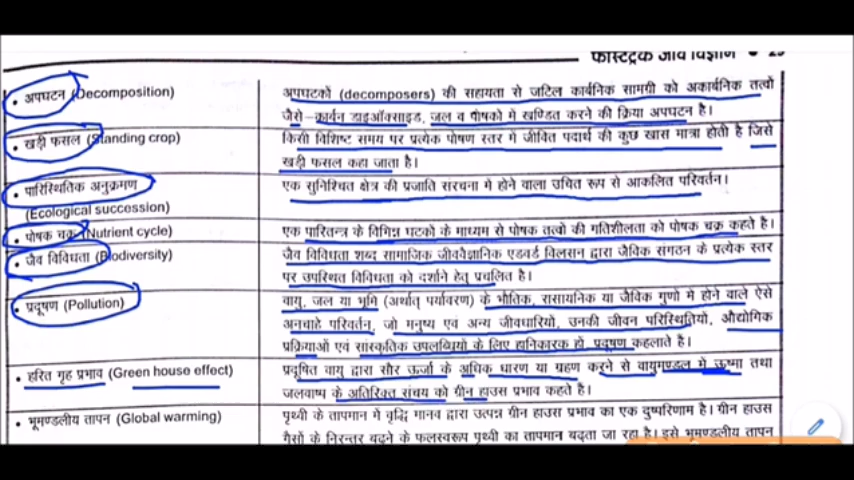 फास्टट्रैक जीव विज्ञान • 29
• अपघटन (Decomposition)
अपघटकों (decomposers) की सहायता से जटिल कार्बनिक सामग्री को अकार्बनिक तत्वों
जैसे–कार्बन डाइऑक्साइड, जल व पोषकों में खण्डित करने की क्रिया अपघटन है।
• खड़ी फसल (Standing crop)
किसी विशिष्ट समय पर प्रत्येक पोषण स्तर में जीवित पदार्थ की कुछ खास मात्रा होती है जिसे
खड़ी फसल कहा जाता है।
• पारिस्थितिक अनुक्रमण
(Ecological succession)
एक सुनिश्चित क्षेत्र की प्रजाति संरचना में होने वाला उचित रूप से आकलित परिवर्तन।
• पोषक चक्र (Nutrient cycle)
एक पारितन्त्र के विभिन्न घटकों के माध्यम से पोषक तत्वों की गतिशीलता को पोषक चक्र कहते है।
• जैव विविधता (Biodiversity)
जैव विविधता शब्द सामाजिक जीववैज्ञानिक एडवर्ड विलसन द्वारा जैविक संगठन के प्रत्येक स्तर
पर उपस्थित विविधता को दर्शाने हेतु प्रचलित है।
• प्रदूषण (Pollution)
वायु, जल या भूमि (अर्थात् पर्यावरण) के भौतिक, रासायनिक या जैविक गुणों में होने वाले ऐसे
अनचाहे परिवर्तन, जो मनुष्य एवं अन्य जीवधारियों, उनकी जीवन परिस्थितियों, औद्योगिक
प्रक्रियाओं एवं सांस्कृतिक उपलब्धियों के लिए हानिकारक हो, प्रदूषण कहलाते है।
• हरित गृह प्रभाव (Green house effect)
प्रदूषित वायु द्वारा सौर ऊर्जा के अधिक धारण या ग्रहण करने से वायुमण्डल में ऊष्मा तथा
जलवाष्प के अतिरिक्त संचय को ग्रीन हाउस प्रभाव कहते है।
• भूमण्डलीय तापन (Global warming)
पृथ्वी के तापमान में वृद्धि मानव द्वारा उत्पन्न ग्रीन हाउस प्रभाव का एक दुष्परिणाम है। ग्रीन हाउस
गैसों के निरन्तर बढ़ने के फलस्वरूप पृथ्वी का तापमान बढ़ता जा रहा है। इसे भूमण्डलीय तापन